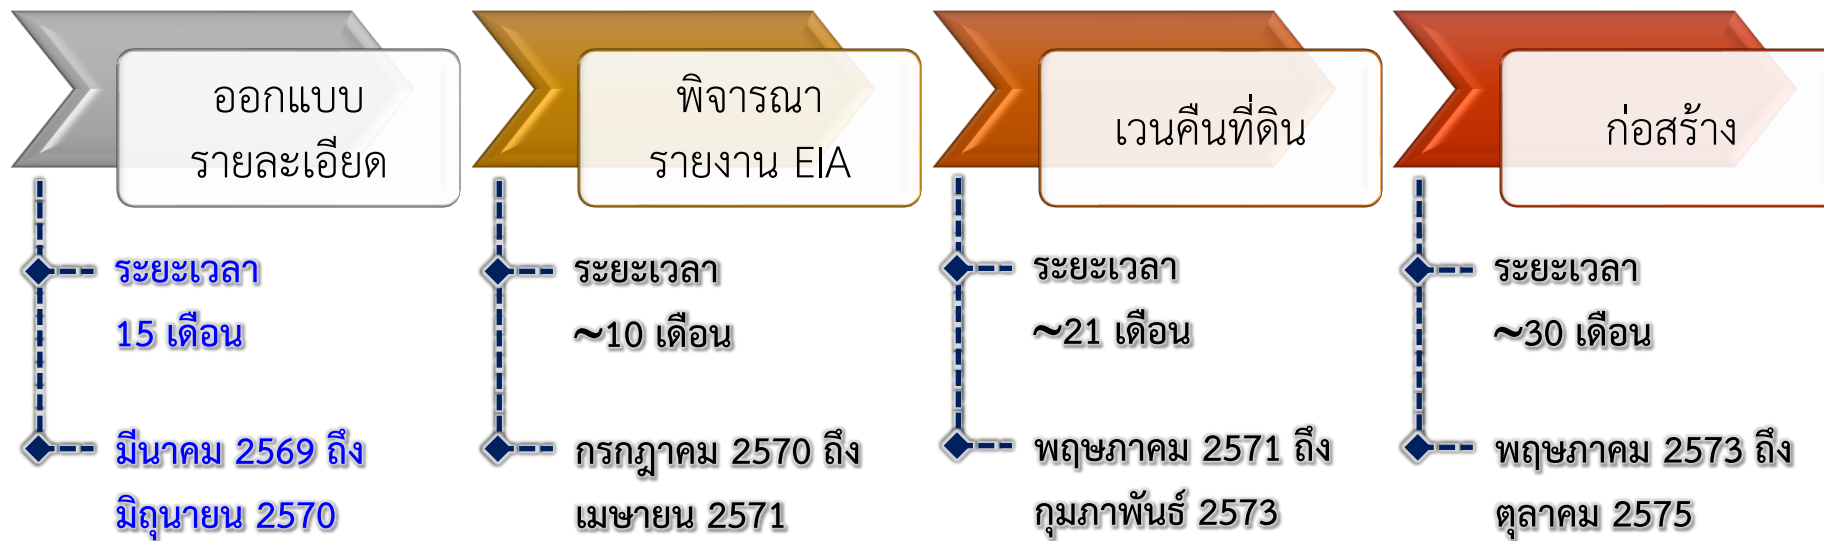 ออกแบบ
รายละเอียด
ระยะเวลา
15 เดือน
มีนาคม 2569 ถึง
มิถุนายน 2570
พิจารณา
รายงาน EIA
ระยะเวลา
~10 เดือน
กรกฎาคม 2570 ถึง
เมษายน 2571
เวนคืนที่ดิน
ระยะเวลา
~21 เดือน
พฤษภาคม 2571 ถึง
กุมภาพันธ์ 2573
ก่อสร้าง
ระยะเวลา
~30 เดือน
พฤษภาคม 2573 ถึง
ตุลาคม 2575